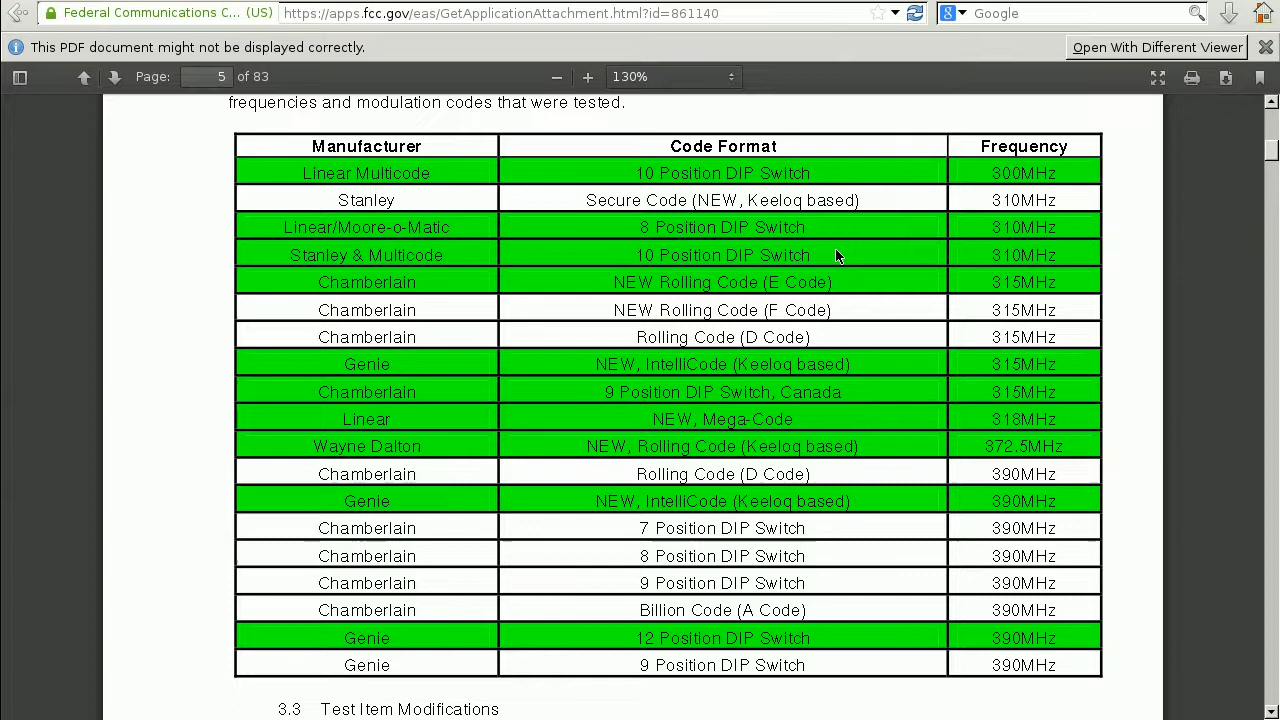 Federal Communications C... (US)
https://apps.fcc.gov/eas/GetApplicationAttachment.html?id=861140
Google
This PDF document might not be displayed correctly.
Open With Different Viewer
Page: 5 of 83
130%
frequencies and modulation codes that were tested.
Manufacturer Code Format Frequency
Linear Multicode 10 Position DIP Switch 300MHz
Stanley Secure Code (NEW, Keeloq based) 310MHz
Linear/Moore-o-Matic 8 Position DIP Switch 310MHz
Stanley & Multicode 10 Position DIP Switch 310MHz
Chamberlain NEW Rolling Code (E Code) 315MHz
Chamberlain NEW Rolling Code (F Code) 315MHz
Chamberlain Rolling Code (D Code) 315MHz
Genie NEW, IntelliCode (Keeloq based) 315MHz
Chamberlain 9 Position DIP Switch, Canada 315MHz
Linear NEW, Mega-Code 318MHz
Wayne Dalton NEW, Rolling Code (Keeloq based) 372.5MHz
Chamberlain Rolling Code (D Code) 390MHz
Genie NEW, IntelliCode (Keeloq based) 390MHz
Chamberlain 7 Position DIP Switch 390MHz
Chamberlain 8 Position DIP Switch 390MHz
Chamberlain 9 Position DIP Switch 390MHz
Chamberlain Billion Code (A Code) 390MHz
Genie 12 Position DIP Switch 390MHz
Genie 9 Position DIP Switch 390MHz
3.3 Test Item Modifications